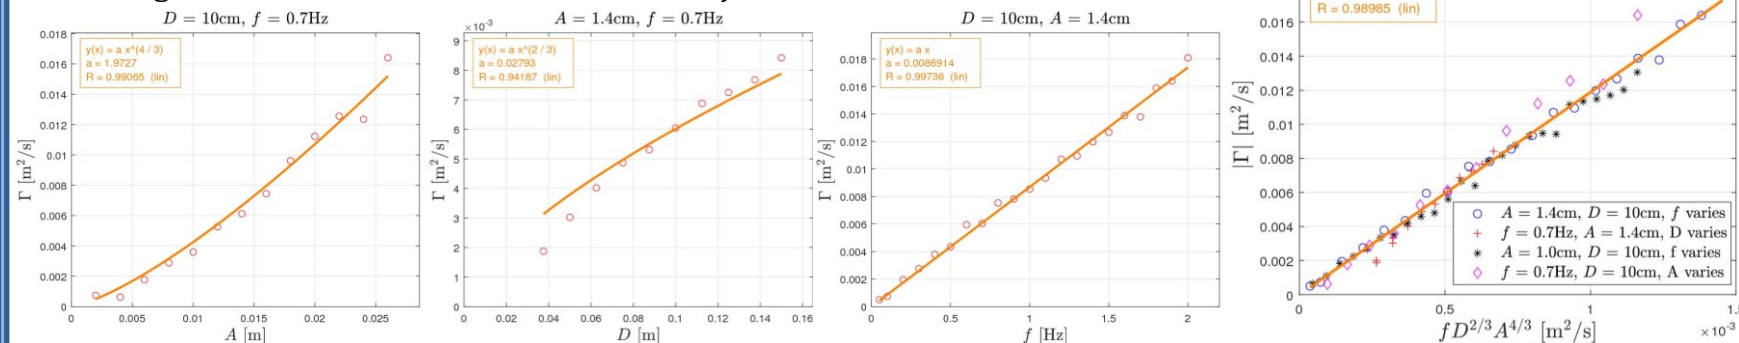 D = 10cm, f = 0.7Hz
y(x) = a x^(4 / 3)
a = 1.9727
R = 0.99065 (lin)
Γ [m²/s]
0.018
0.016
0.014
0.012
0.01
0.008
0.006
0.004
0.002
0
0 0.005 0.01 0.015 0.02 0.025
A [m]
A = 1.4cm, f = 0.7Hz
×10⁻³
y(x) = a x^(2 / 3)
a = 0.02793
R = 0.94187 (lin)
Γ [m²/s]
9
8
7
6
5
4
3
2
1
0
0 0.02 0.04 0.06 0.08 0.1 0.12 0.14 0.16
D [m]
D = 10cm, A = 1.4cm
y(x) = a x
a = 0.0086914
R = 0.99736 (lin)
Γ [m²/s]
0.018
0.016
0.014
0.012
0.01
0.008
0.006
0.004
0.002
0
0 0.5 1 1.5 2
f [Hz]
R = 0.98985 (lin)
|Γ| [m²/s]
0.016
0.014
0.012
0.01
0.008
0.006
0.004
0.002
0
A = 1.4cm, D = 10cm, f varies
f = 0.7Hz, A = 1.4cm, D varies
A = 1.0cm, D = 10cm, f varies
f = 0.7Hz, D = 10cm, A varies
0 0.5 1
×10⁻³
fD^2/3 A^4/3 [m²/s]